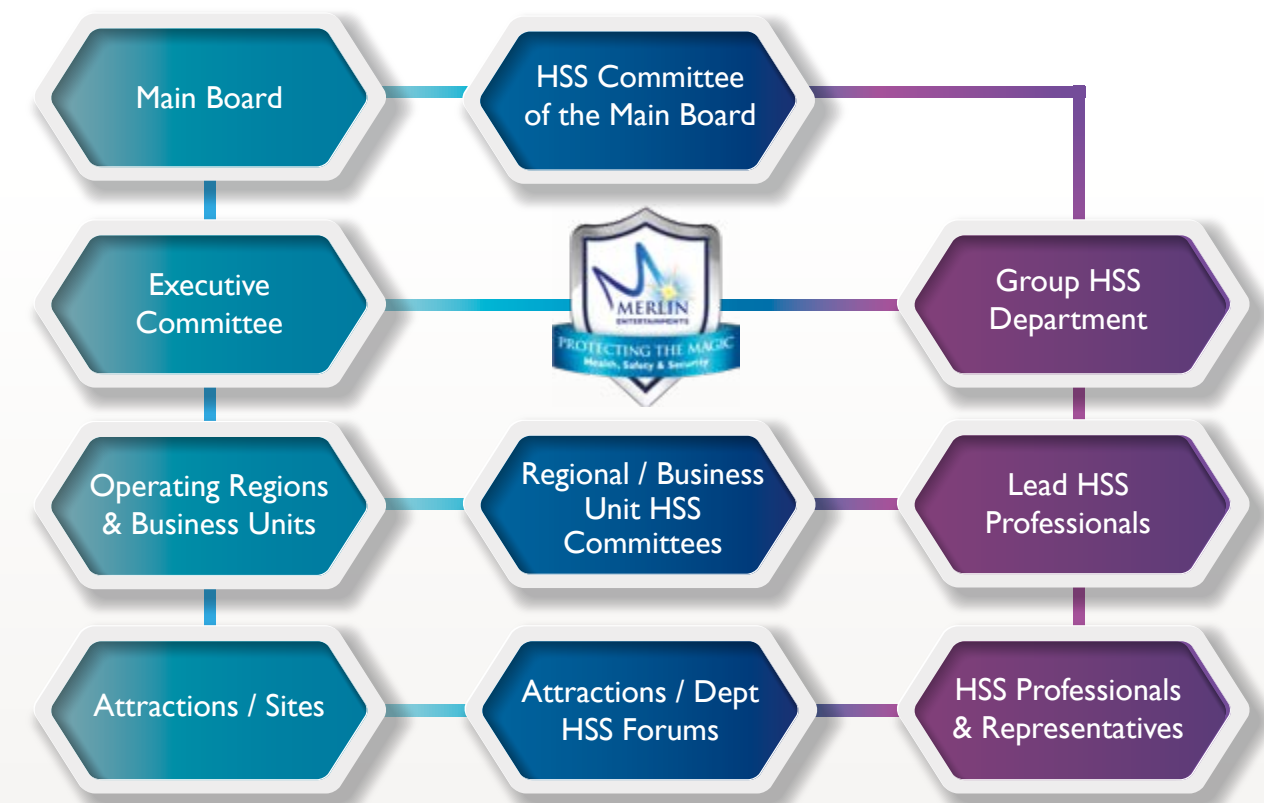 Main Board
HSS Committee
of the Main Board
Executive
Committee
MERLIN
ENTERTAINMENTS
PROTECTING THE MAGIC
Health, Safety & Security
Group HSS
Department
Operating Regions
& Business Units
Regional / Business
Unit HSS
Committees
Lead HSS
Professionals
Attractions / Sites
Attractions / Dept
HSS Forums
HSS Professionals
& Representatives